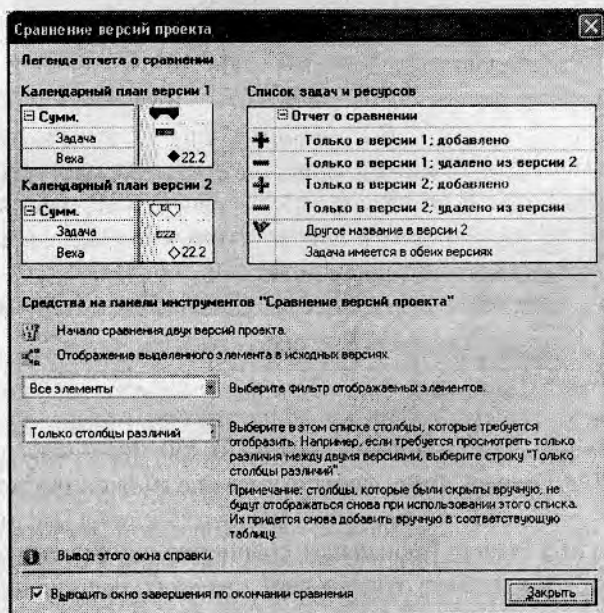 Сравнение версий проекта
Легенда отчета о сравнении
Календарный план версии 1
Сумм.
Задача
Веха
22.2
Календарный план версии 2
Сумм.
Задача
Веха
22.2
Список задач и ресурсов
Отчет о сравнении
Только в версии 1; добавлено
Только в версии 1; удалено из версии 2
Только в версии 2; добавлено
Только в версии 2; удалено из версии
Другое название в версии 2
Задача имеется в обеих версиях
Средства на панели инструментов "Сравнение версий проекта"
Начало сравнения двух версий проекта.
Отображение выделенного элемента в исходных версиях.
Все элементы
Выберите фильтр отображаемых элементов.
Только столбцы различий
Выберите в этом списке столбцы, которые требуется
отобразить. Например, если требуется просмотреть только
различия между двумя версиями, выберите строку "Только
столбцы различий".
Примечание: столбцы, которые были скрыты вручную, не
будут отображаться снова при использовании этого списка.
Их придется снова добавить вручную в соответствующую
таблицу.
Вывод этого окна справки.
Выводить окно завершения по окончании сравнения
Закрыть